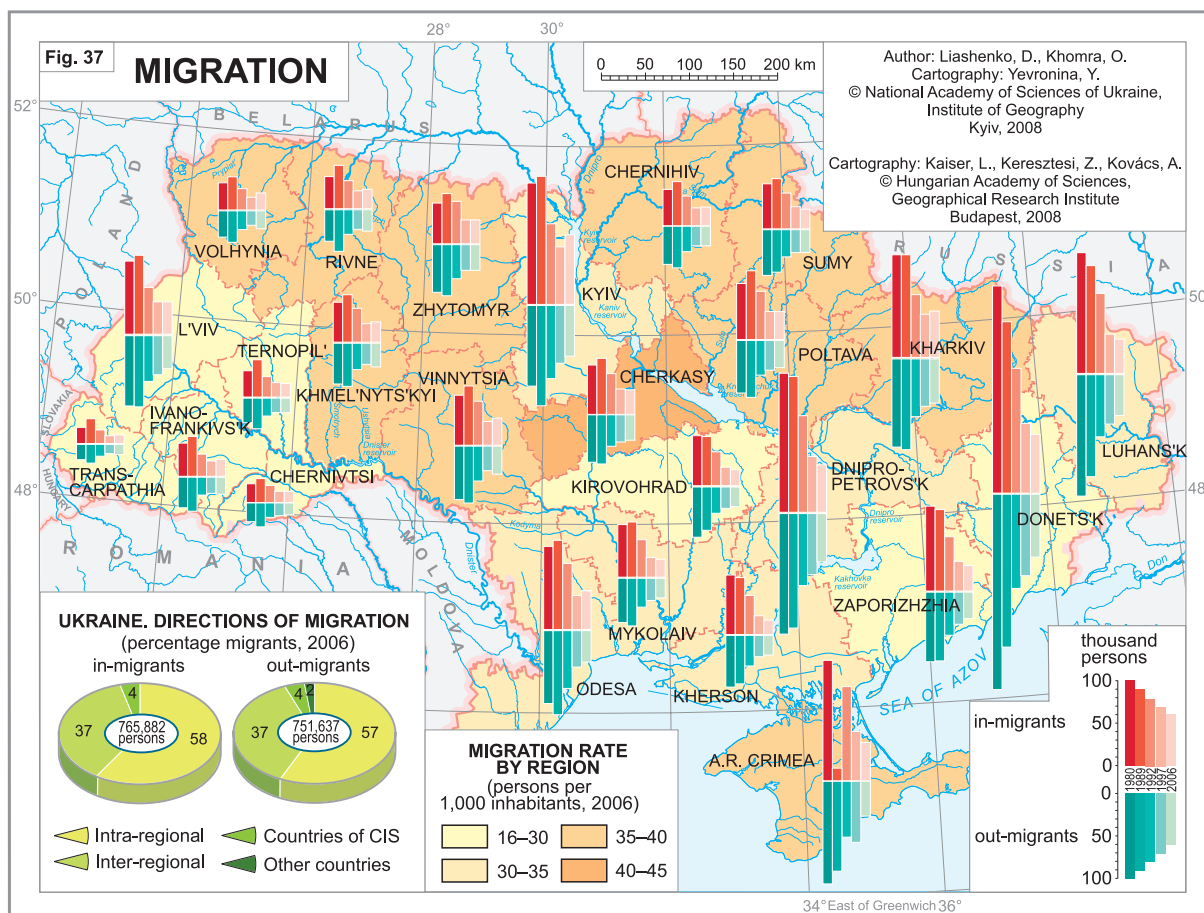 Fig. 37
MIGRATION
28°
30°
0 50 100 150 200 km
Author: Liashenko, D., Khomra, O.
Cartography: Yevronina, Y.
© National Academy of Sciences of Ukraine,
Institute of Geography
Kyiv, 2008
Cartography: Kaiser, L., Keresztesi, Z., Kovács, A.
© Hungarian Academy of Sciences,
Geographical Research Institute
Budapest, 2008
52°
50°
48°
50°
48°
BELARUS
POLAND
SLOVAKIA
HUNGARY
ROMANIA
MOLDOVA
RUSSIA
Prypiat'
Dnipro
CHERNIHIV
VOLHYNIA
RIVNE
SUMY
ZHYTOMYR
KYIV
reservoir
Kaniv
reservoir
Sula
L'VIV
TERNOPIL'
KHMEL'NYTS'KYI
VINNYTSIA
CHERKASY
POLTAVA
KHARKIV
IVANO-
FRANKIVS'K
Dnister
reservoir
TRANS-
CARPATHIA
CHERNIVTSI
KIROVOHRAD
DNIPRO-
PETROVS'K
LUHANS'K
DONETS'K
Kodyma
Dnister
Dnipro
reservoir
Kakhovka
reservoir
Don
ZAPORIZHZHIA
MYKOLAIV
ODESA
KHERSON
SEA OF AZOV
A.R. CRIMEA
UKRAINE. DIRECTIONS OF MIGRATION
(percentage migrants, 2006)
in-migrants
out-migrants
4
37
765,882
persons
58
4
2
37
751,637
persons
57
Intra-regional
Countries of CIS
Inter-regional
Other countries
MIGRATION RATE
BY REGION
(persons per
1,000 inhabitants, 2006)
16–30
35–40
30–35
40–45
thousand
persons
100
in-migrants
50
0
1980
1989
1992
1997
2006
0
out-migrants
50
100
34° East of Greenwich 36°